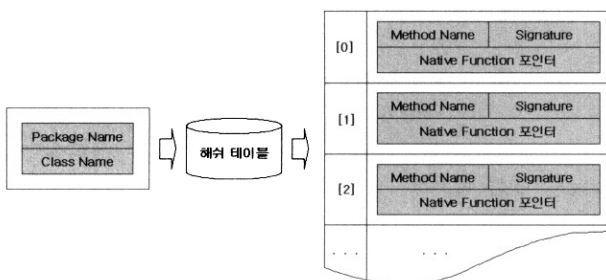 Package Name
Class Name
해쉬 테이블
[0]
Method Name Signature
Native Function 포인터
[1]
Method Name Signature
Native Function 포인터
[2]
Method Name Signature
Native Function 포인터
. . . . . .